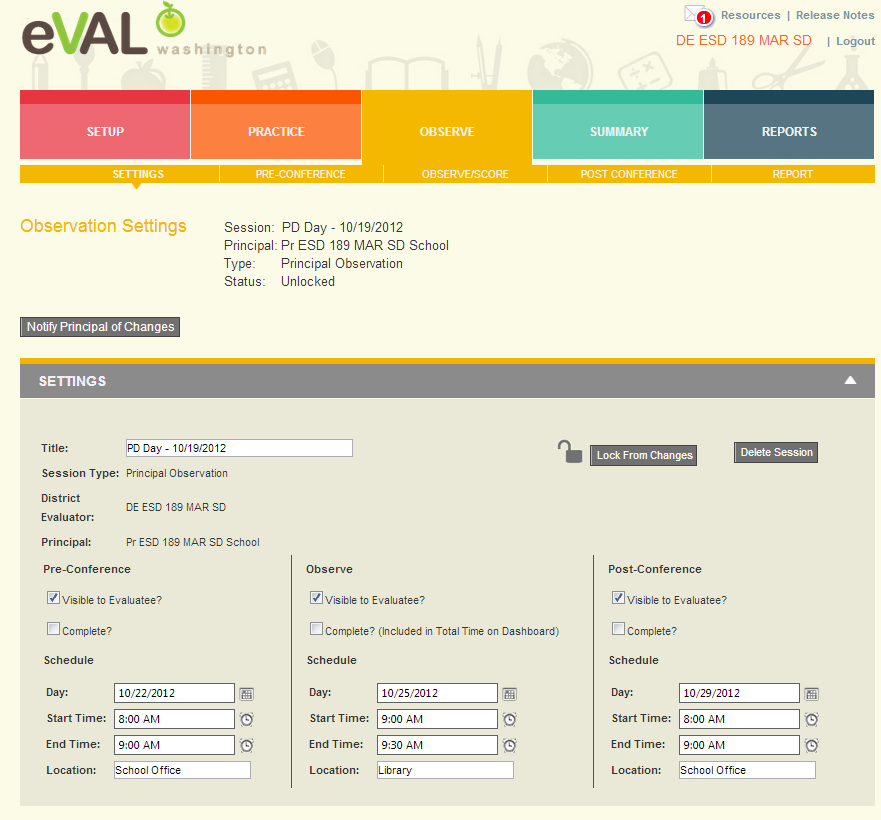 eVAL washington
1 Resources | Release Notes
DE ESD 189 MAR SD | Logout
SETUP PRACTICE OBSERVE SUMMARY REPORTS
SETTINGS PRE-CONFERENCE OBSERVE/SCORE POST CONFERENCE REPORT
Observation Settings
Session: PD Day - 10/19/2012
Principal: Pr ESD 189 MAR SD School
Type: Principal Observation
Status: Unlocked
Notify Principal of Changes
SETTINGS
Title: PD Day - 10/19/2012 Lock From Changes Delete Session
Session Type: Principal Observation
District
Evaluator: DE ESD 189 MAR SD
Principal: Pr ESD 189 MAR SD School
Pre-Conference Observe Post-Conference
Visible to Evaluatee? Visible to Evaluatee? Visible to Evaluatee?
Complete? Complete? (Included in Total Time on Dashboard) Complete?
Schedule Schedule Schedule
Day: 10/22/2012 Day: 10/25/2012 Day: 10/29/2012
Start Time: 8:00 AM Start Time: 9:00 AM Start Time: 8:00 AM
End Time: 9:00 AM End Time: 9:30 AM End Time: 9:00 AM
Location: School Office Location: Library Location: School Office